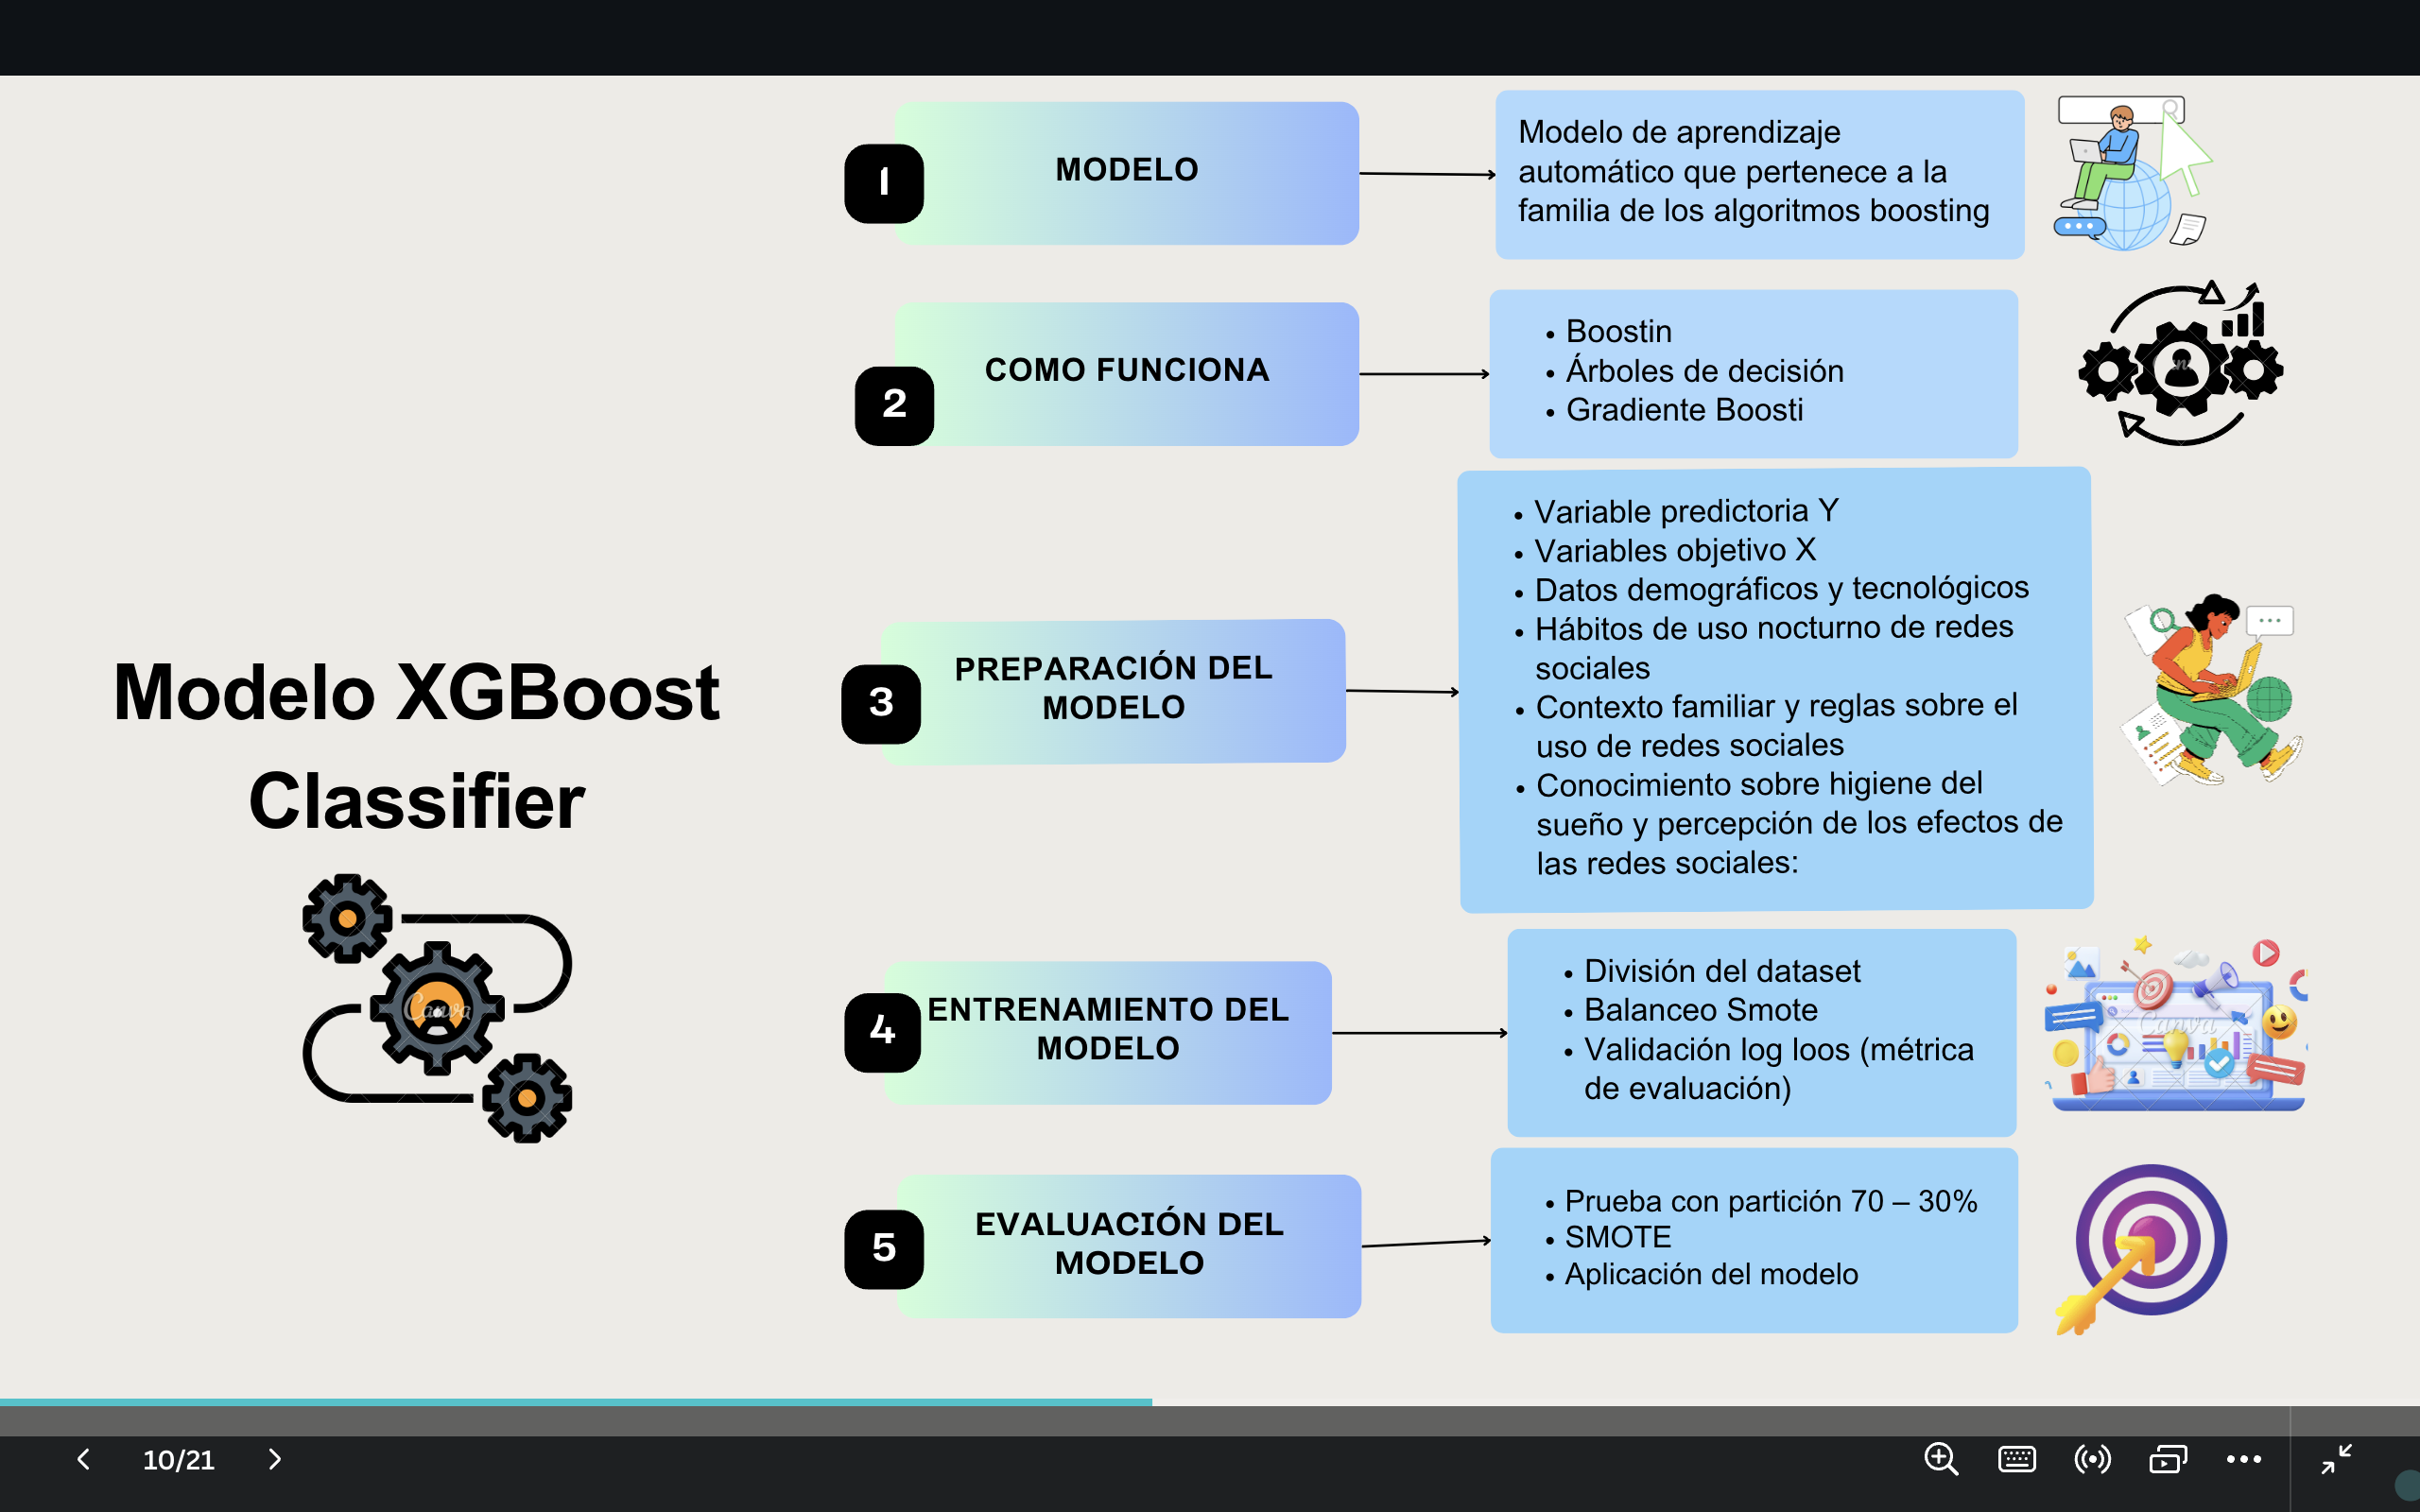 Modelo XGBoost
Classifier
1
MODELO
Modelo de aprendizaje
automático que pertenece a la
familia de los algoritmos boosting
2
COMO FUNCIONA
• Boostin
• Árboles de decisión
• Gradiente Boosti
3
PREPARACIÓN DEL
MODELO
• Variable predictoria Y
• Variables objetivo X
• Datos demográficos y tecnológicos
• Hábitos de uso nocturno de redes
sociales
• Contexto familiar y reglas sobre el
uso de redes sociales
• Conocimiento sobre higiene del
sueño y percepción de los efectos de
las redes sociales:
4
ENTRENAMIENTO DEL
MODELO
• División del dataset
• Balanceo Smote
• Validación log loos (métrica
de evaluación)
5
EVALUACIÓN DEL
MODELO
• Prueba con partición 70 – 30%
• SMOTE
• Aplicación del modelo
Canva
Canva
10/21